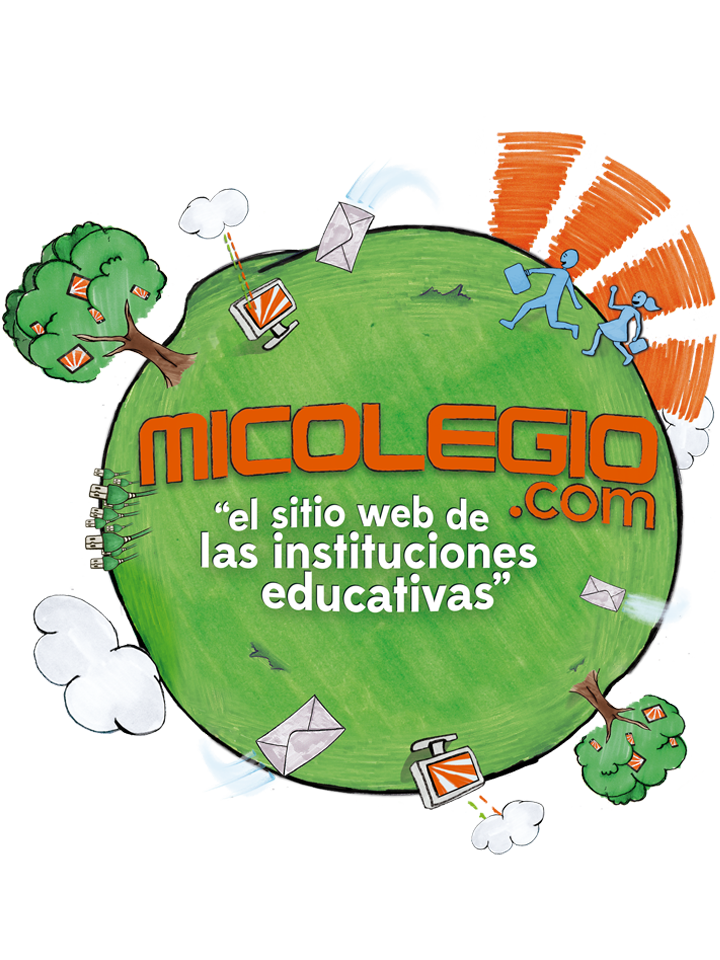 MICOLEGIO
.com
“el sitio web de
las instituciones
educativas”